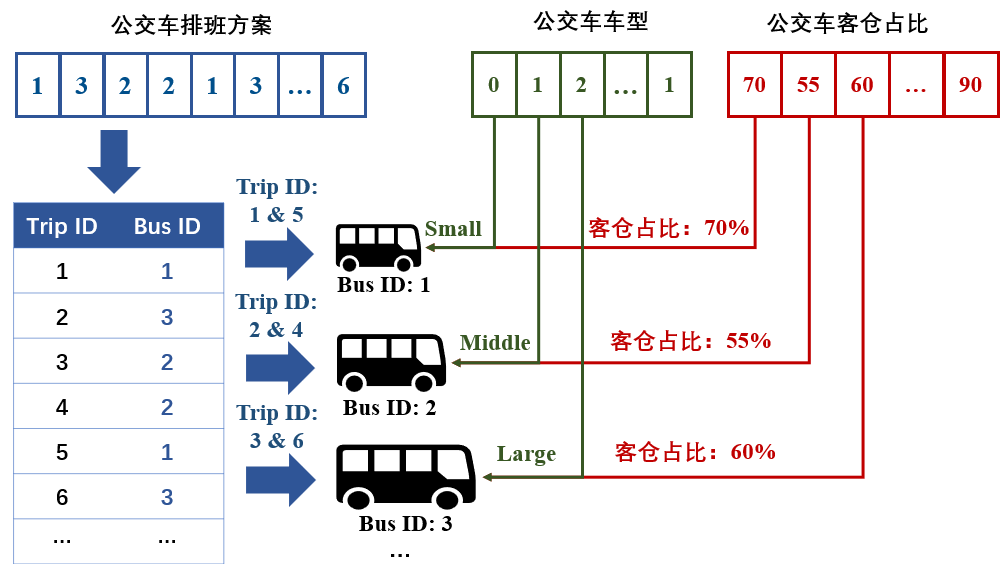 公交车排班方案
1 3 2 2 1 3 ... 6
公交车车型
0 1 2 ... 1
公交车客仓占比
70 55 60 ... 90
Trip ID Bus ID
1 1
2 3
3 2
4 2
5 1
6 3
... ...
Trip ID:
1 & 5
Small
客仓占比：70%
Bus ID: 1
Trip ID:
2 & 4
Middle
客仓占比：55%
Bus ID: 2
Trip ID:
3 & 6
Large
客仓占比：60%
Bus ID: 3
...